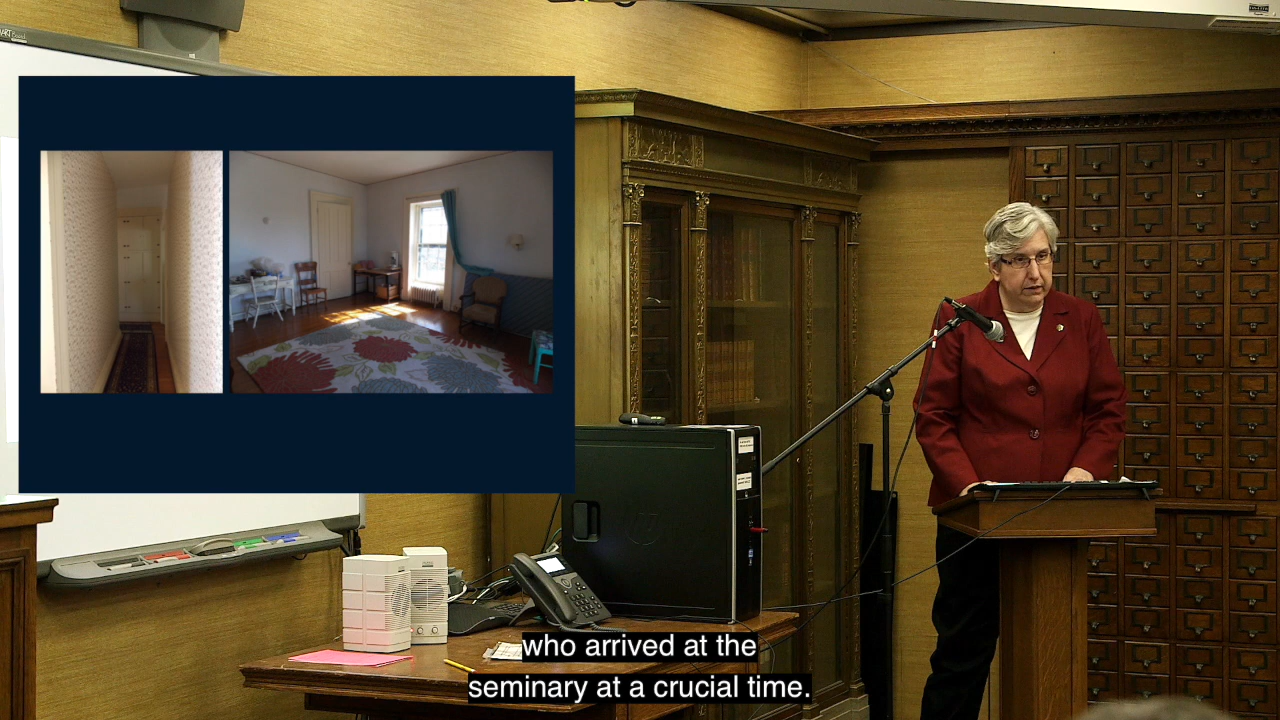 who arrived at the
seminary at a crucial time.